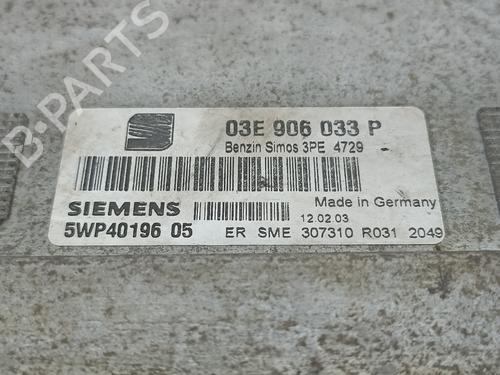 B-PARTS
03E 906 033 P
Benzin Simos 3PE 4729
SIEMENS
Made in Germany
12.02.03
5WP40196 05
ER SME 307310 R031 2049